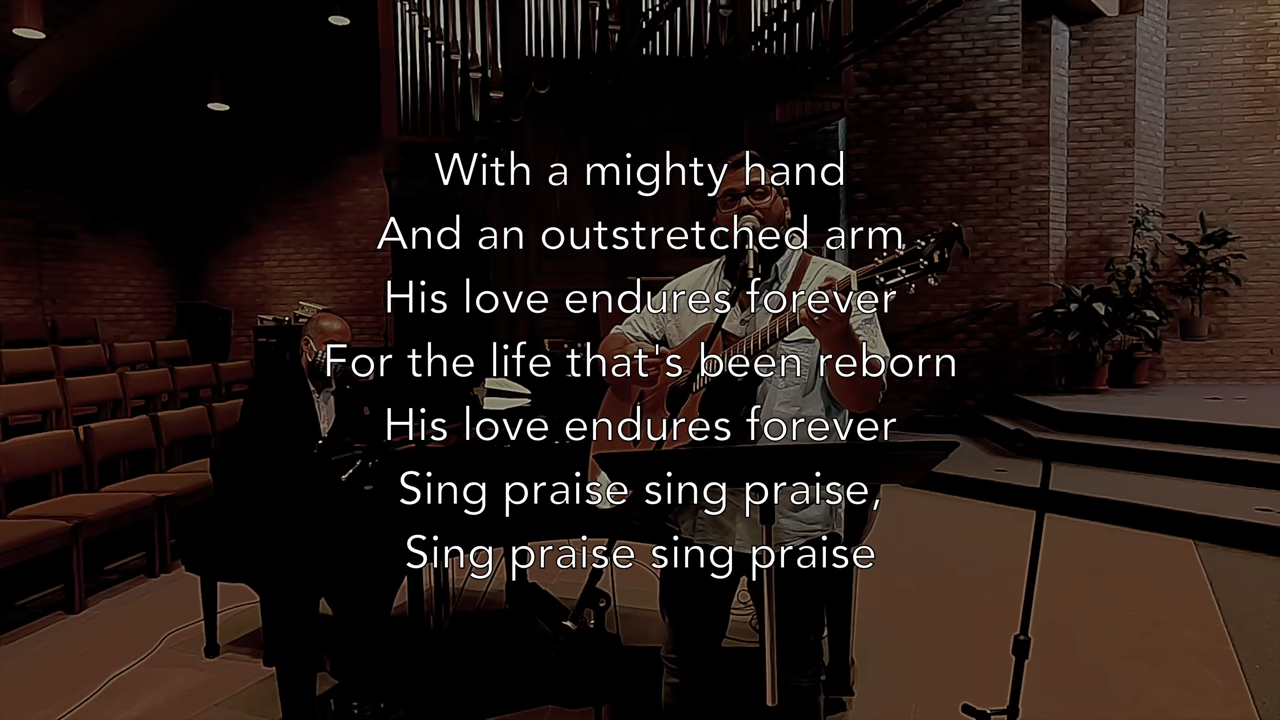 With a mighty hand
And an outstretched arm
His love endures forever
For the life that's been reborn
His love endures forever
Sing praise sing praise,
Sing praise sing praise